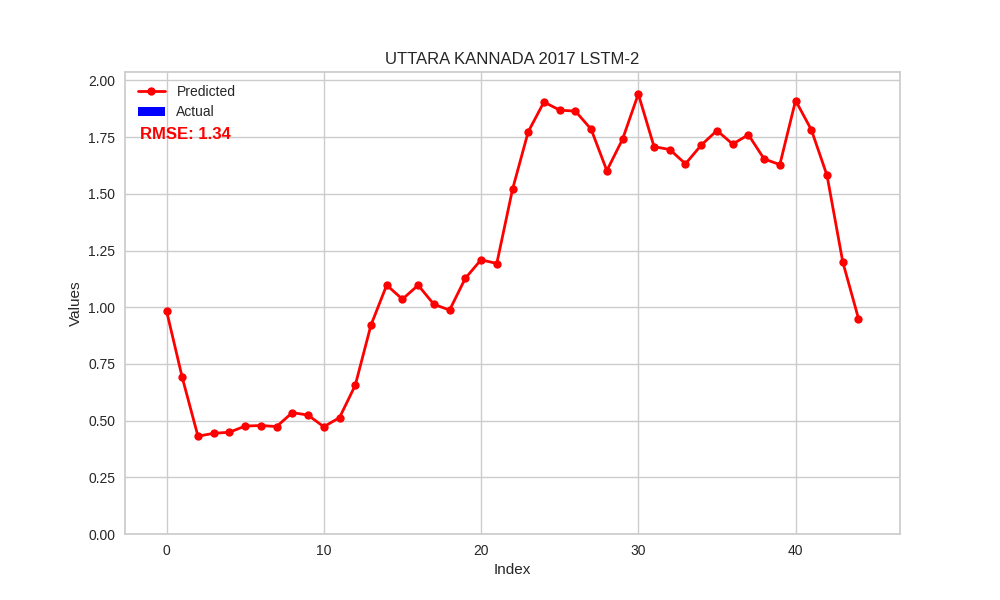 UTTARA KANNADA 2017 LSTM-2
Predicted
Actual
RMSE: 1.34
2.00
1.75
1.50
1.25
1.00
0.75
0.50
0.25
0.00
Values
0 10 20 30 40
Index